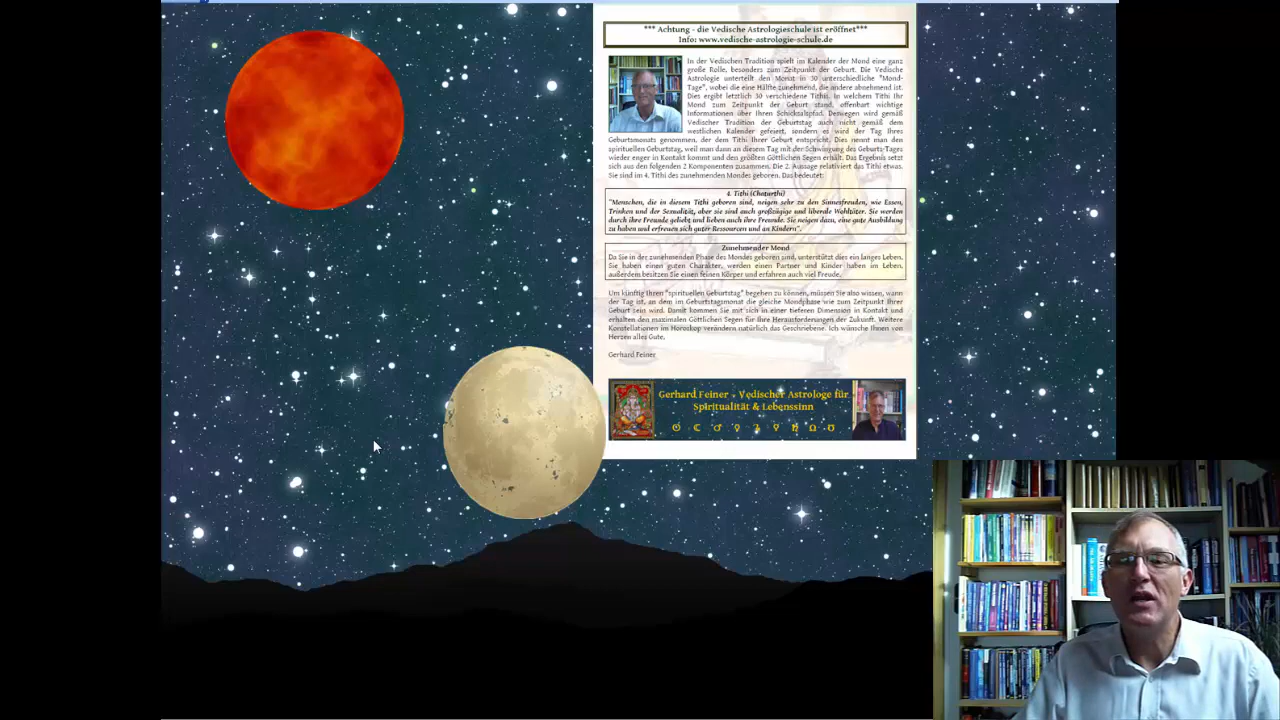 *** Achtung - die Vedische Astrologieschule ist eröffnet***
Info: www.vedische-astrologie-schule.de
In der Vedischen Tradition spielt im Kalender der Mond eine ganz
große Rolle, besonders zum Zeitpunkt der Geburt. Die Vedische
Astrologie unterteilt den Monat in 30 unterschiedliche "Mond-
Tage", wobei die eine Hälfte zunehmend, die andere abnehmend ist.
Dies ergibt letztlich 30 verschiedene Tithis. In welchem Tithi Ihr
Mond zum Zeitpunkt der Geburt stand, offenbart wichtige
Informationen über Ihren Schicksalspfad. Deswegen wird gemäß
Vedischer Tradition der Geburtstag auch nicht gemäß dem
westlichen Kalender gefeiert, sondern es wird der Tag Ihres
Geburtsmonats genommen, der dem Tithi Ihrer Geburt entspricht. Dies nennt man den
spirituellen Geburtstag, weil man dann an diesem Tag mit der Schwingung des Geburts-Tages
wieder enger in Kontakt kommt und den größten Göttlichen Segen erhält. Das Ergebnis setzt
sich aus den folgenden 2 Komponenten zusammen. Die 2. Aussage relativiert das Tithi etwas.
Sie sind im 4. Tithi des zunehmenden Mondes geboren. Das bedeutet:
4. Tithi (Chaturthi)
"Menschen, die in diesem Tithi geboren sind, neigen sehr zu den Sinnesfreuden, wie Essen,
Trinken und der Sexualität, aber sie sind auch großzügige und liberale Wohltäter. Sie werden
durch ihre Freunde geliebt und lieben auch ihre Freunde. Sie neigen dazu, eine gute Ausbildung
zu haben und erfreuen sich guter Ressourcen und an Kindern".
Zunehmender Mond
Da Sie in der zunehmenden Phase des Mondes geboren sind, unterstützt dies ein langes Leben.
Sie haben einen guten Charakter, werden einen Partner und Kinder haben im Leben,
außerdem besitzen Sie einen feinen Körper und erfahren auch viel Freude.
Um künftig Ihren "spirituellen Geburtstag" begehen zu können, müssen Sie also wissen, wann
der Tag ist, an dem im Geburtstagsmonat die gleiche Mondphase wie zum Zeitpunkt Ihrer
Geburt sein wird. Damit kommen Sie mit sich in einer tieferen Dimension in Kontakt und
erhalten den maximalen Göttlichen Segen für Ihre Herausforderungen der Zukunft. Weitere
Konstellationen im Horoskop verändern natürlich das Geschriebene. Ich wünsche Ihnen von
Herzen alles Gute,
Gerhard Feiner
Gerhard Feiner - Vedischer Astrologe für
Spiritualität & Lebenssinn